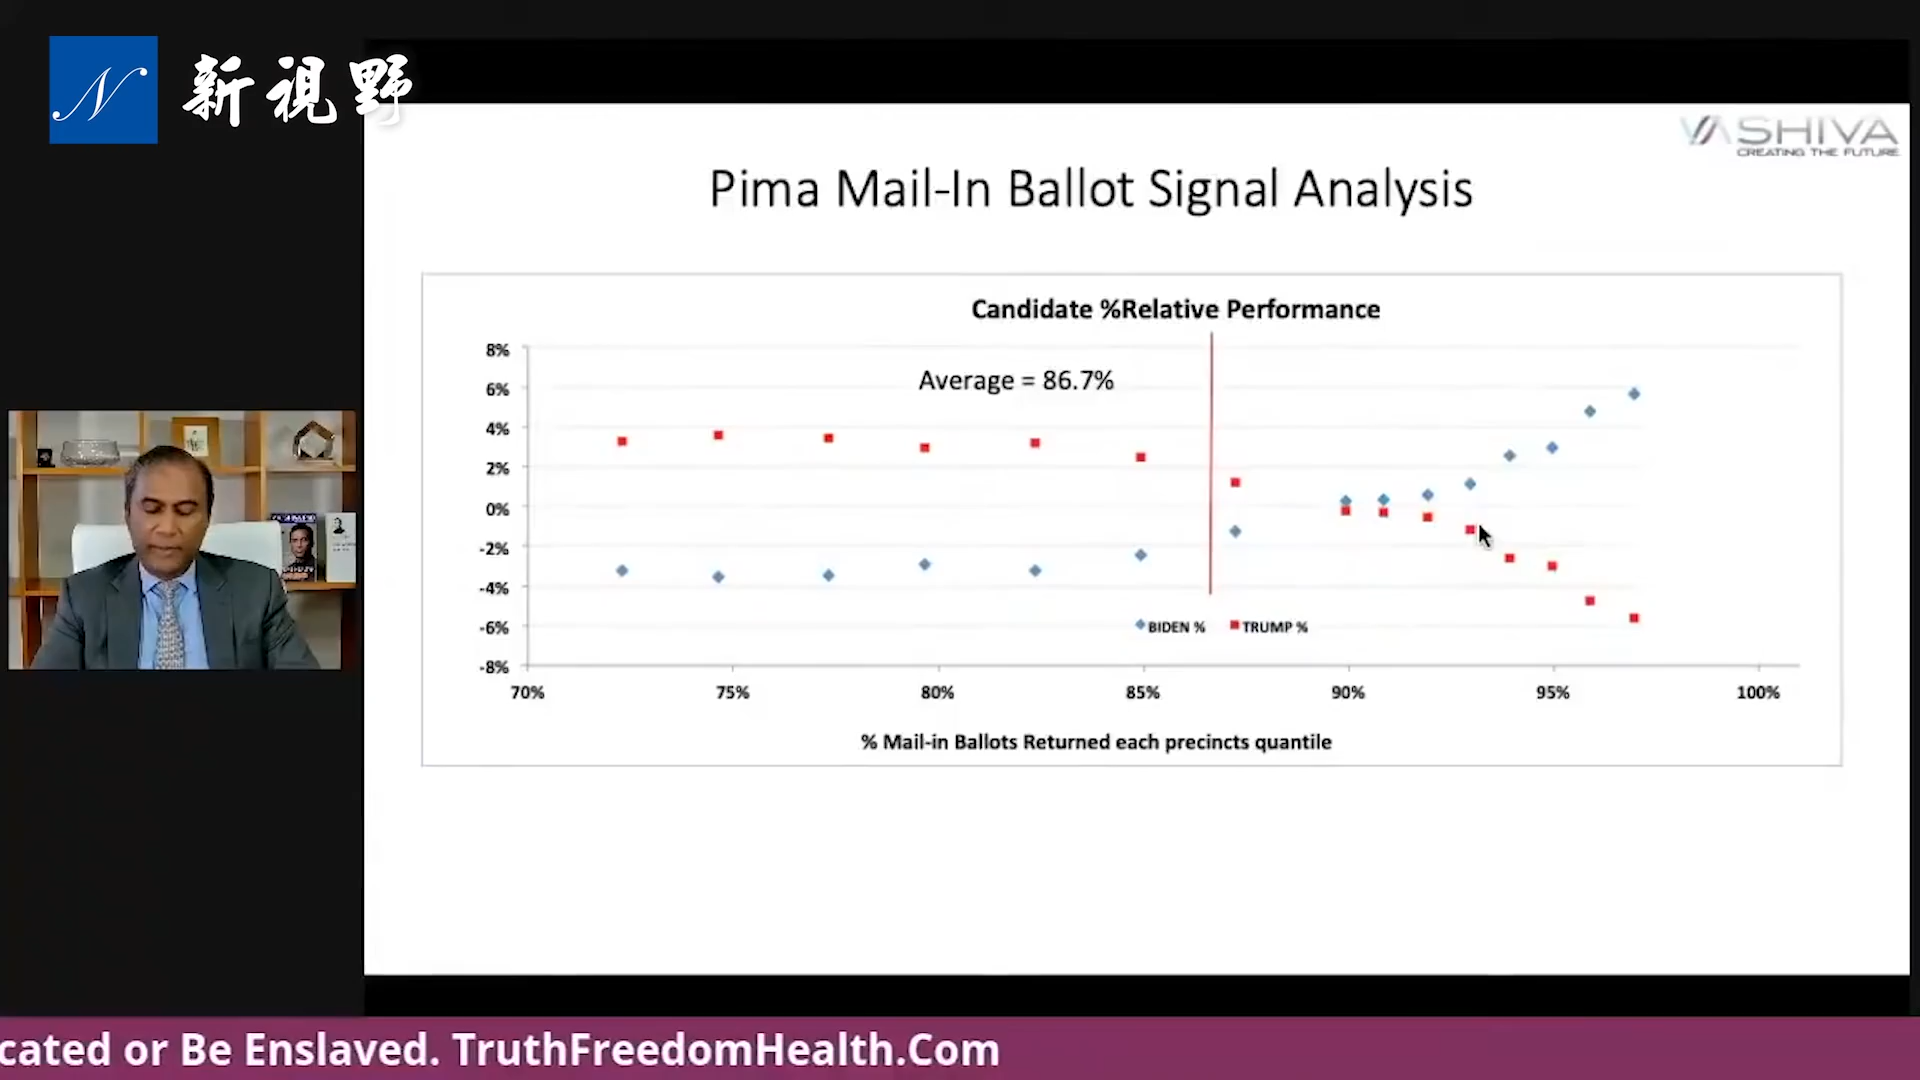 新視野
VASHIVA
CREATING THE FUTURE
Pima Mail-In Ballot Signal Analysis
Candidate %Relative Performance
Average = 86.7%
8%
6%
4%
2%
0%
-2%
-4%
-6%
-8%
BIDEN % TRUMP %
70% 75% 80% 85% 90% 95% 100%
% Mail-in Ballots Returned each precincts quantile
cated or Be Enslaved. TruthFreedomHealth.Com